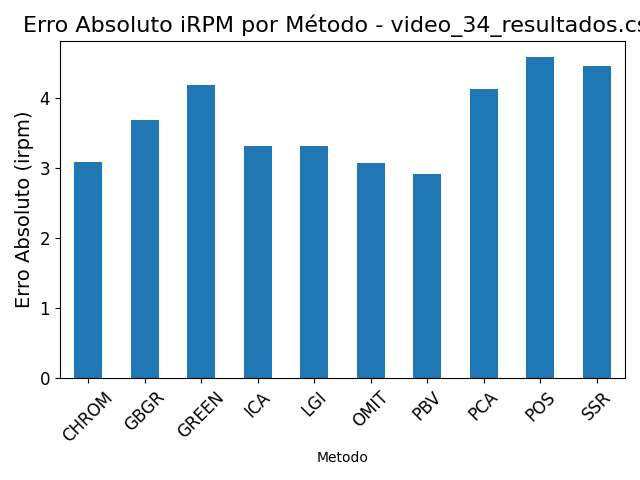 Erro Absoluto iRPM por Método - video_34_resultados.cs
Erro Absoluto (irpm)
4
3
2
1
0
CHROM GBGR GREEN ICA LGI OMIT PBV PCA POS SSR
Metodo